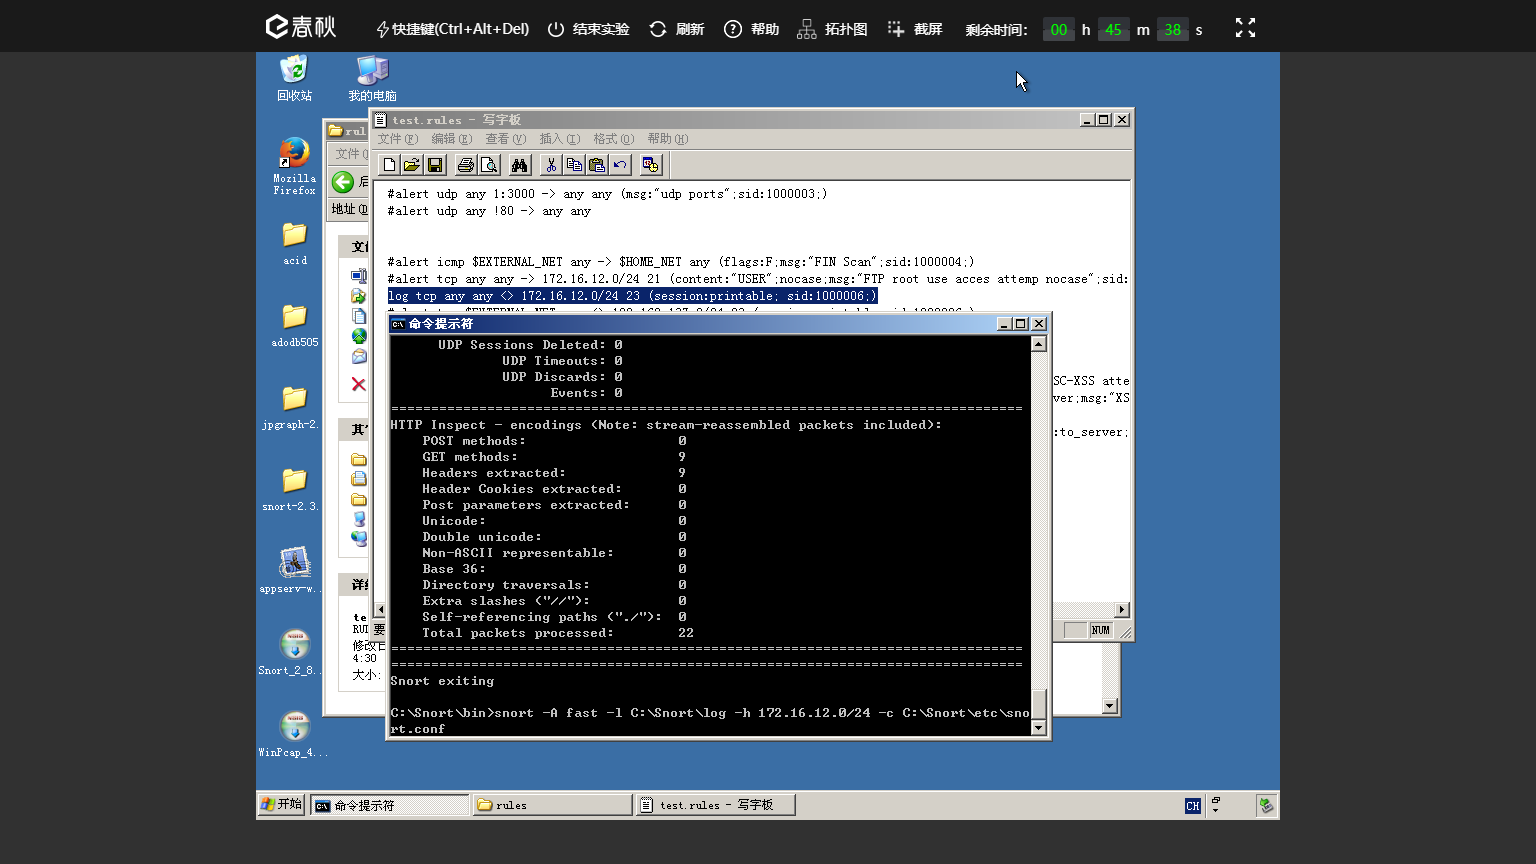 春秋 快捷键(Ctrl+Alt+Del) 结束实验 刷新 帮助 拓扑图 截屏 剩余时间: 00 h 45 m 38 s
回收站
我的电脑
Mozilla
Firefox
acid
adodb505
jpgraph-2.
snort-2.3.
appserv-w..
Snort_2_8..
WinPcap_4...
rul
文件
地址(D
详细
4:30
大小:
test.rules - 写字板
文件(F) 编辑(E) 查看(V) 插入(I) 格式(O) 帮助(H)
#alert udp any 1:3000 -> any any (msg:"udp ports";sid:1000003;)
#alert udp any !80 -> any any
#alert icmp $EXTERNAL_NET any -> $HOME_NET any (flags:F;msg:"FIN Scan";sid:1000004;)
#alert tcp any any -> 172.16.12.0/24 21 (content:"USER";nocase;msg:"FTP root use acces attemp nocase";sid:
log tcp any any <> 172.16.12.0/24 23 (session:printable; sid:1000006;)
SC-XSS atte
ver;msg:"XS
:to_server;
NUM
命令提示符
UDP Sessions Deleted: 0
UDP Timeouts: 0
UDP Discards: 0
Events: 0
===============================================================================
HTTP Inspect - encodings (Note: stream-reassembled packets included):
POST methods: 0
GET methods: 9
Headers extracted: 9
Header Cookies extracted: 0
Post parameters extracted: 0
Unicode: 0
Double unicode: 0
Non-ASCII representable: 0
Base 36: 0
Directory traversals: 0
Extra slashes ("//"): 0
Self-referencing paths ("./"): 0
Total packets processed: 22
===============================================================================
===============================================================================
Snort exiting
C:\Snort\bin>snort -A fast -l C:\Snort\log -h 172.16.12.0/24 -c C:\Snort\etc\sno
rt.conf
开始 命令提示符 rules test.rules - 写字板 CH